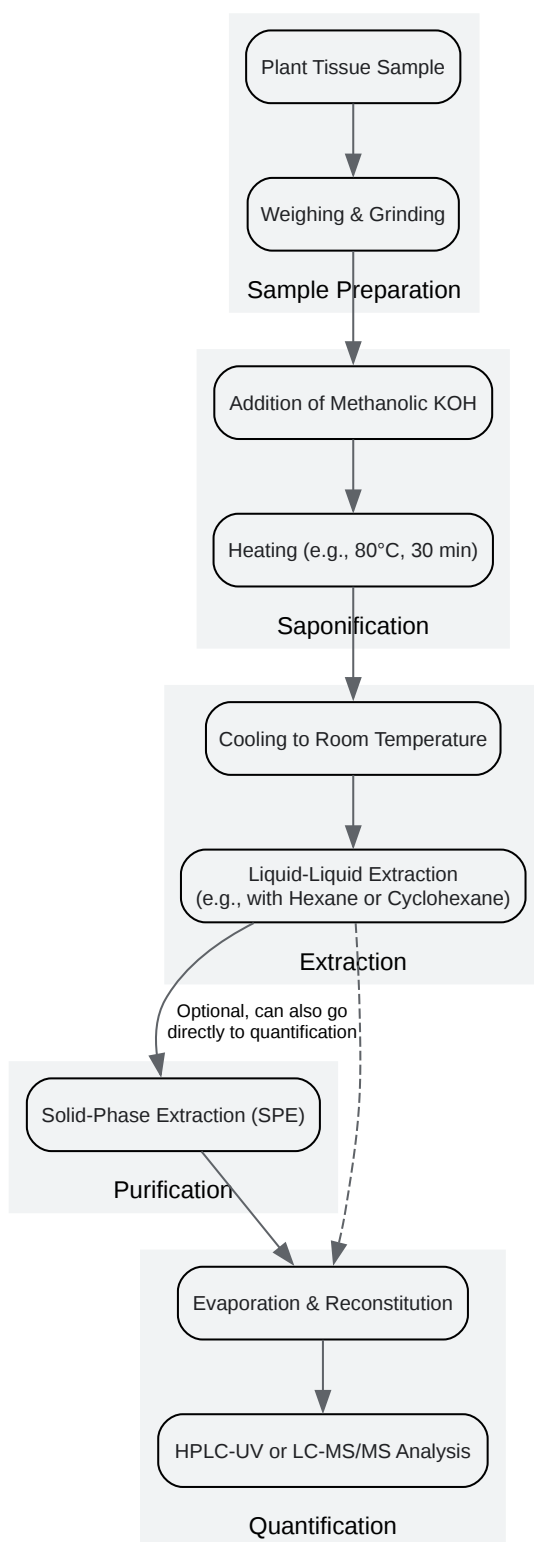 Plant Tissue Sample
Weighing & Grinding
Sample Preparation
Addition of Methanolic KOH
Heating (e.g., 80°C, 30 min)
Saponification
Cooling to Room Temperature
Liquid-Liquid Extraction
(e.g., with Hexane or Cyclohexane)
Extraction
Optional, can also go
directly to quantification
Solid-Phase Extraction (SPE)
Purification
Evaporation & Reconstitution
HPLC-UV or LC-MS/MS Analysis
Quantification